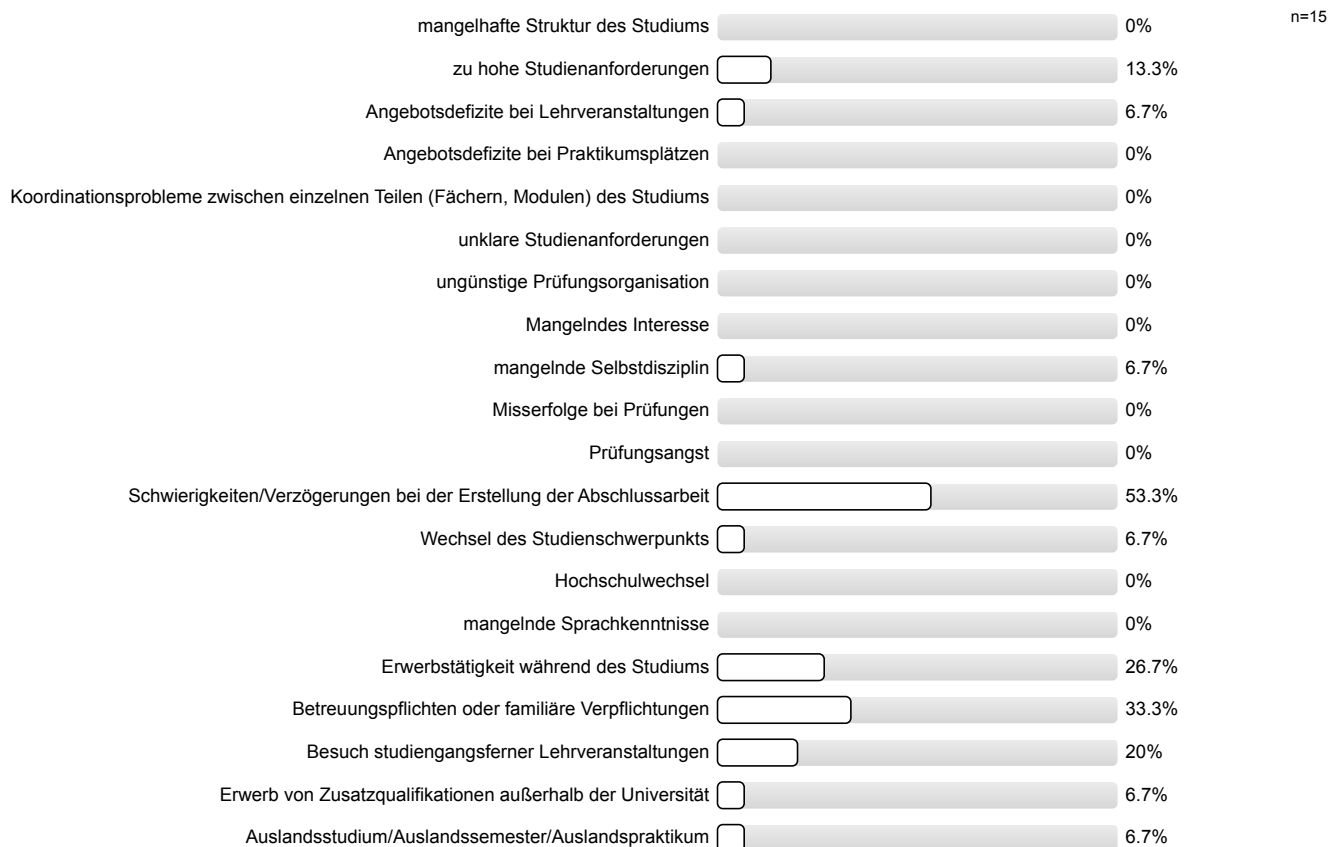 n=15
mangelhafte Struktur des Studiums 0%
zu hohe Studienanforderungen 13.3%
Angebotsdefizite bei Lehrveranstaltungen 6.7%
Angebotsdefizite bei Praktikumsplätzen 0%
Koordinationsprobleme zwischen einzelnen Teilen (Fächern, Modulen) des Studiums 0%
unklare Studienanforderungen 0%
ungünstige Prüfungsorganisation 0%
Mangelndes Interesse 0%
mangelnde Selbstdisziplin 6.7%
Misserfolge bei Prüfungen 0%
Prüfungsangst 0%
Schwierigkeiten/Verzögerungen bei der Erstellung der Abschlussarbeit 53.3%
Wechsel des Studienschwerpunkts 6.7%
Hochschulwechsel 0%
mangelnde Sprachkenntnisse 0%
Erwerbstätigkeit während des Studiums 26.7%
Betreuungspflichten oder familiäre Verpflichtungen 33.3%
Besuch studiengangsferner Lehrveranstaltungen 20%
Erwerb von Zusatzqualifikationen außerhalb der Universität 6.7%
Auslandsstudium/Auslandssemester/Auslandspraktikum 6.7%